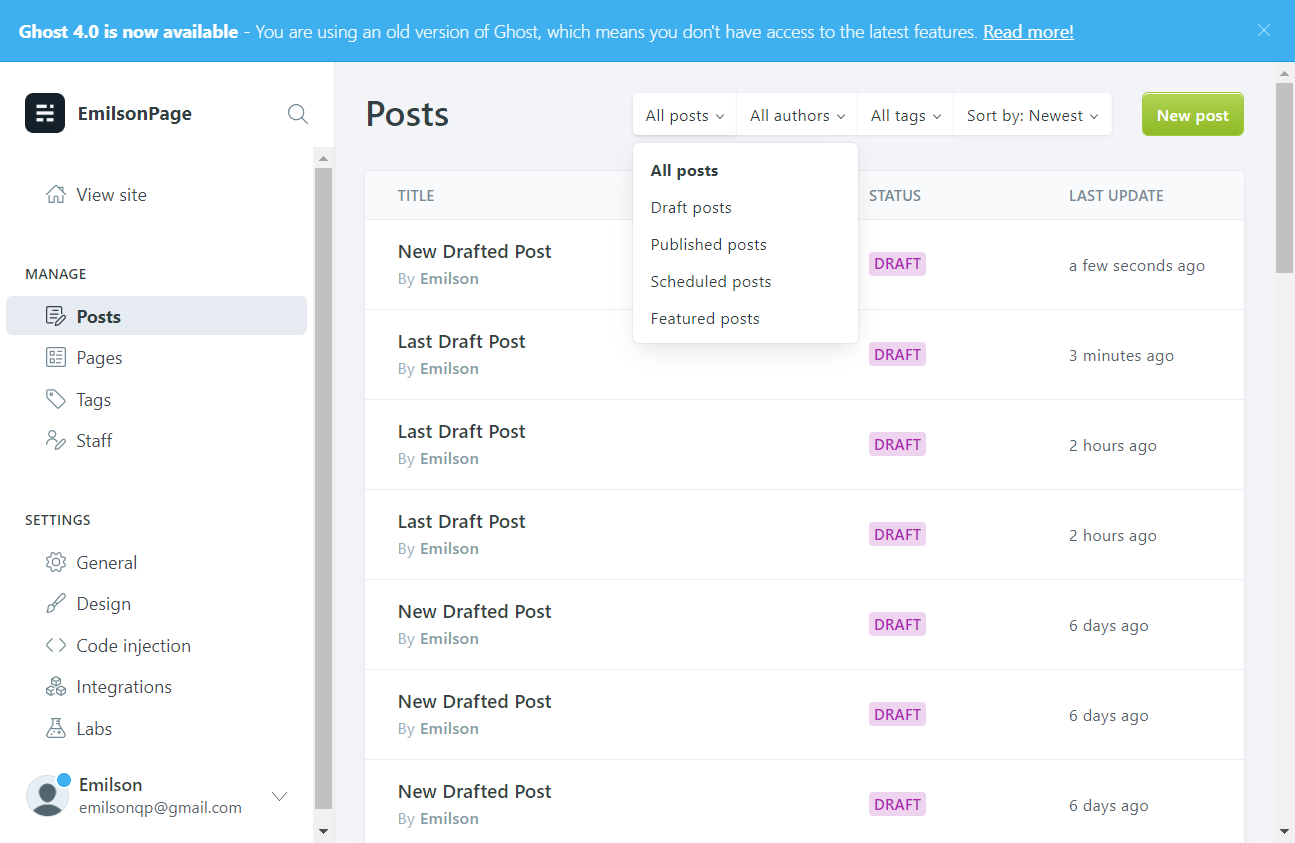 Ghost 4.0 is now available - You are using an old version of Ghost, which means you don't have access to the latest features. Read more!
EmilsonPage
View site
MANAGE
Posts
Pages
Tags
Staff
SETTINGS
General
Design
Code injection
Integrations
Labs
Emilson
emilsonqp@gmail.com
Posts
All posts All authors All tags Sort by: Newest New post
All posts
Draft posts
Published posts
Scheduled posts
Featured posts
TITLE STATUS LAST UPDATE
New Drafted Post
By Emilson
DRAFT a few seconds ago
Last Draft Post
By Emilson
DRAFT 3 minutes ago
Last Draft Post
By Emilson
DRAFT 2 hours ago
Last Draft Post
By Emilson
DRAFT 2 hours ago
New Drafted Post
By Emilson
DRAFT 6 days ago
New Drafted Post
By Emilson
DRAFT 6 days ago
New Drafted Post
By Emilson
DRAFT 6 days ago